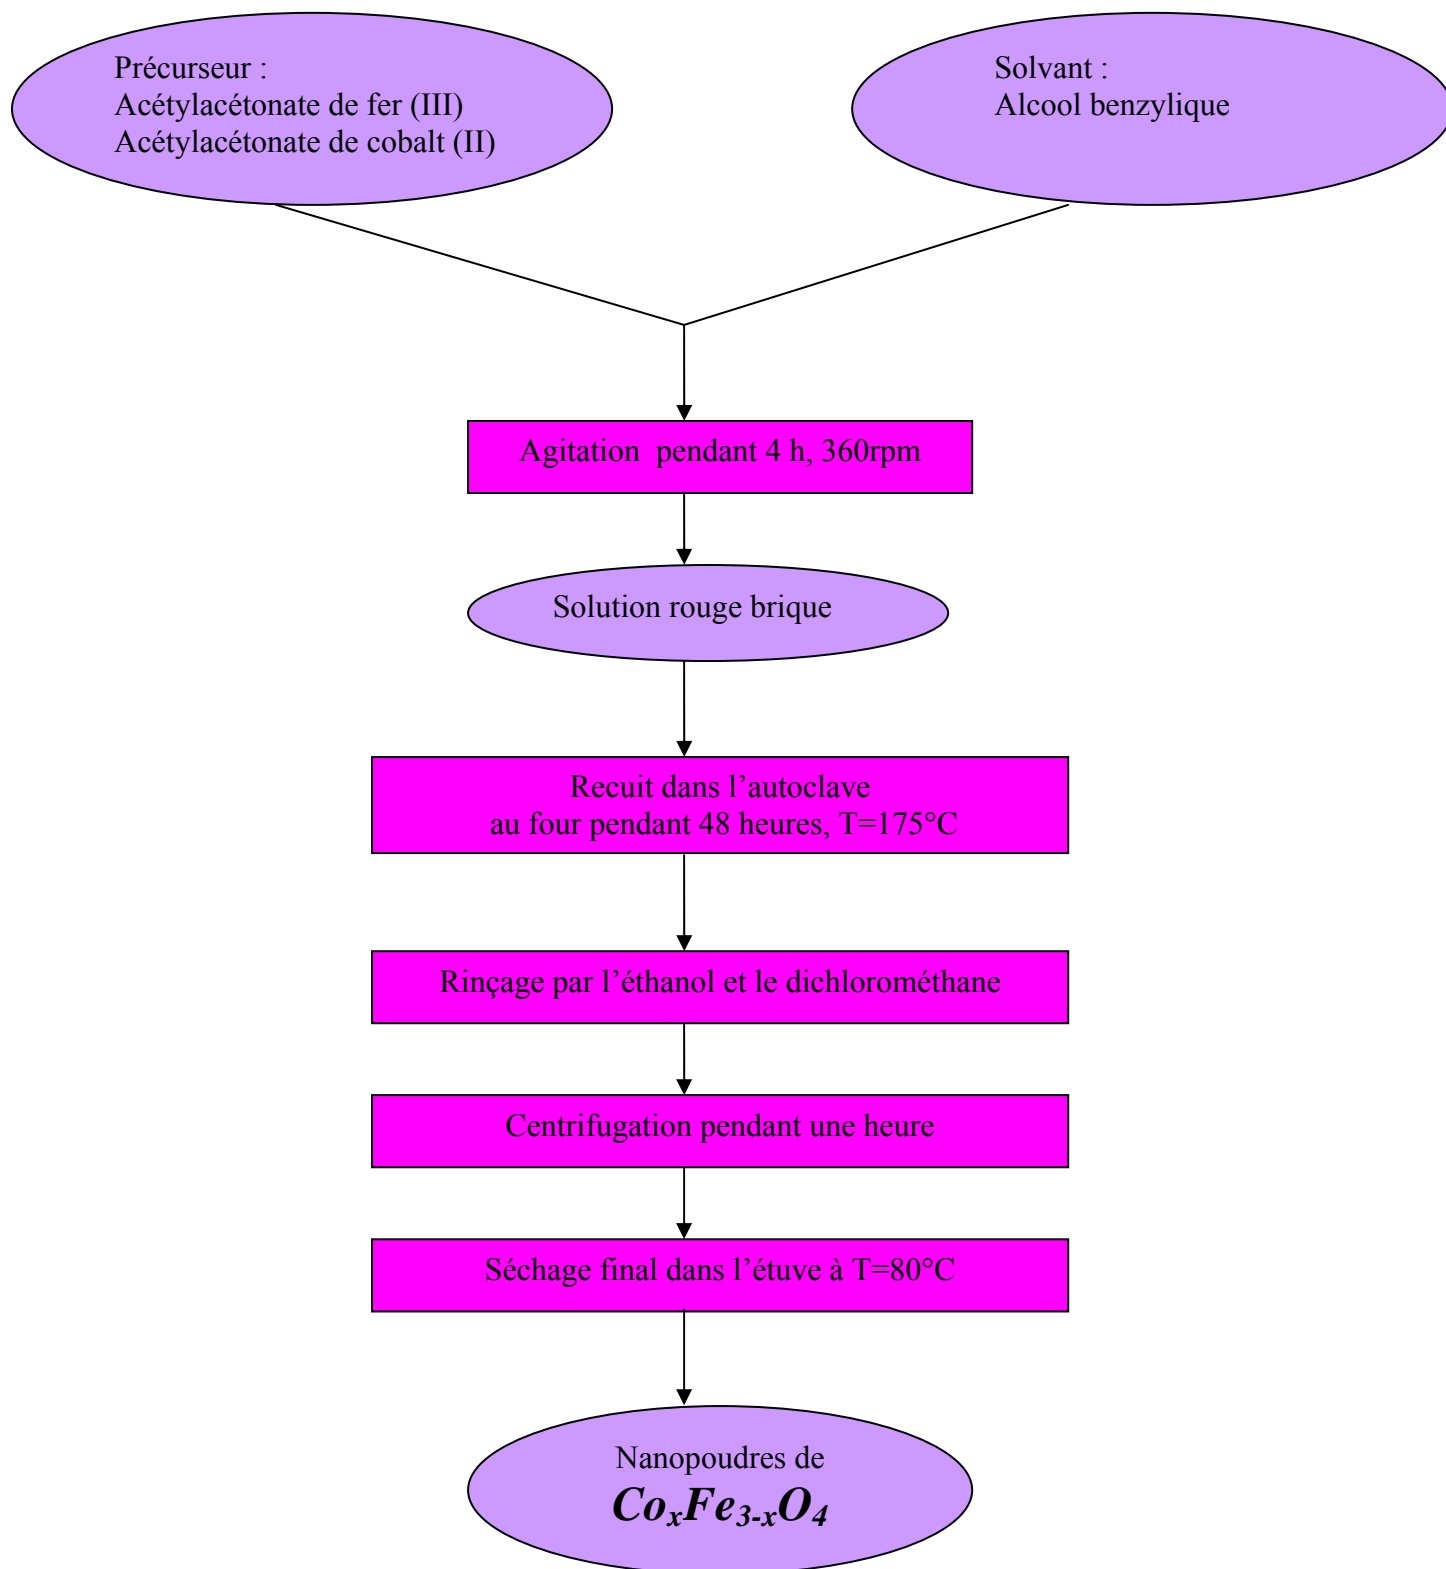 Précurseur :
Acétylacétonate de fer (III)
Acétylacétonate de cobalt (II)
Solvant :
Alcool benzylique
Agitation  pendant 4 h, 360rpm
Solution rouge brique
Recuit dans l’autoclave
au four pendant 48 heures, T=175°C
Rinçage par l’éthanol et le dichlorométhane
Centrifugation pendant une heure
Séchage final dans l’étuve à T=80°C
Nanopoudres de
CoₓFe₃₋ₓO₄